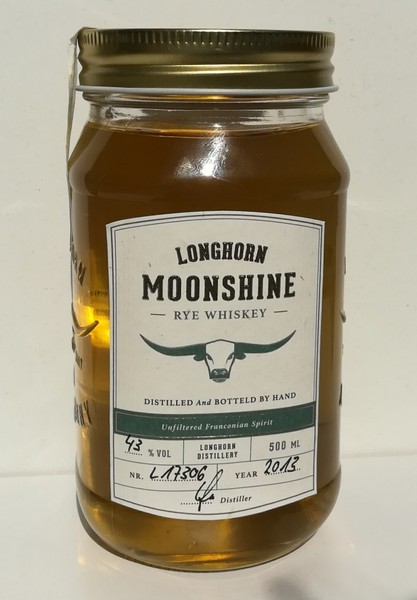 LONGHORN
MOONSHINE
— RYE WHISKEY —
DISTILLED And BOTTELD BY HAND
Unfiltered Franconian Spirit
43 % VOL
LONGHORN
DISTILLERY
500 ML
NR. L17306 YEAR 2013
Distiller